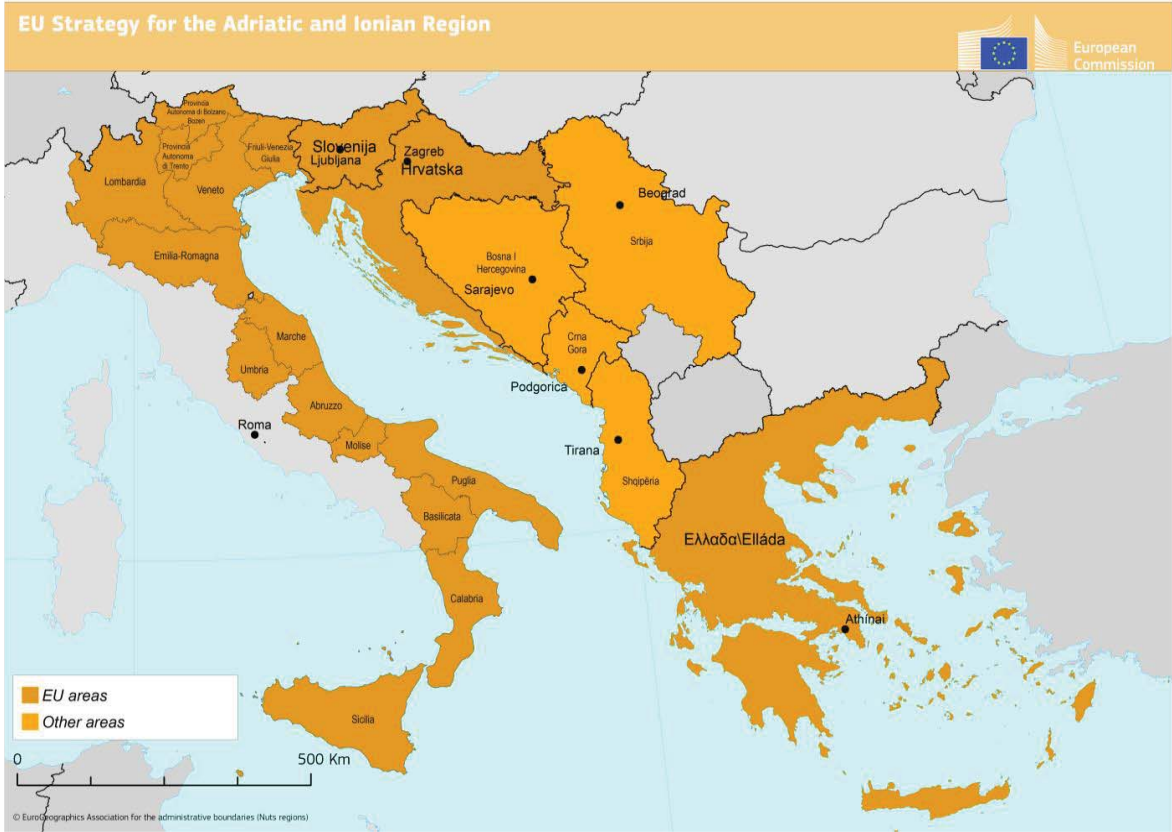 EU Strategy for the Adriatic and Ionian Region
European
Commission
Provincia
Autonoma di Bolzano
Bozen
Provincia
Autonoma
di Trento
Friuli-Venezia
Giulia
Lombardia
Veneto
Emilia-Romagna
Slovenija
Ljubljana
Zagreb
Hrvatska
Beograd
Srbija
Bosna I
Hercegovina
Sarajevo
Marche
Umbria
Crna
Gora
Podgorica
Abruzzo
Roma
Molise
Tirana
Shqipëria
Puglia
Basilicata
Ελλαδα\Elláda
Calabria
Athínai
Sicilia
EU areas
Other areas
0 500 Km
© EuroGeographics Association for the administrative boundaries (Nuts regions)